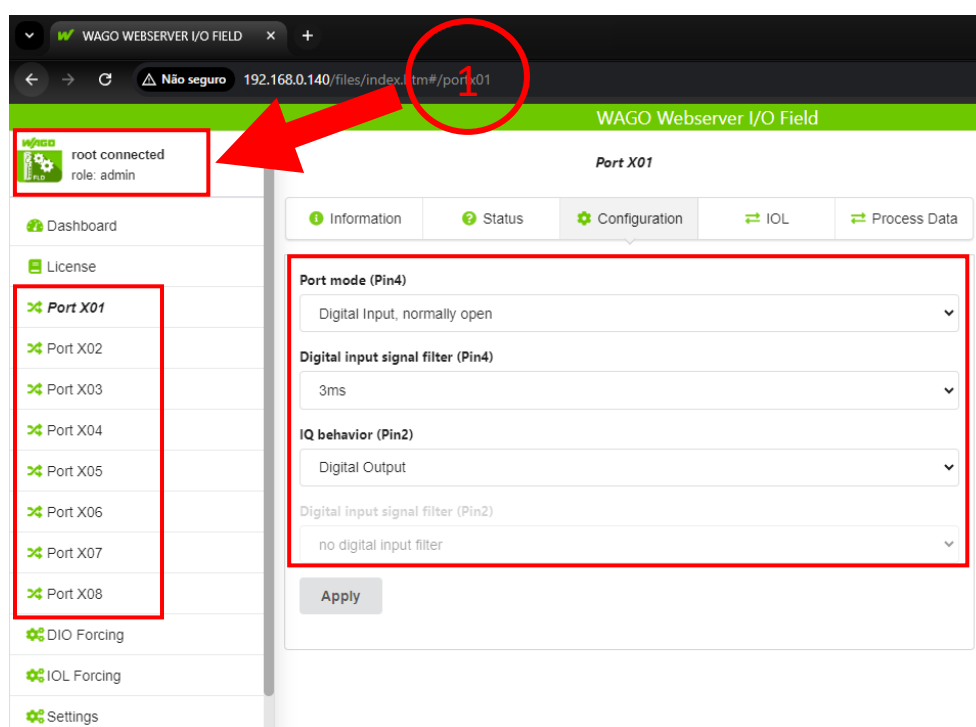 WAGO WEBSERVER I/O FIELD
Não seguro 192.168.0.140/files/index.htm#/portx01
1
WAGO Webserver I/O Field
WAGO
FLD
root connected
role: admin
Port X01
Information Status Configuration IOL Process Data
Dashboard
License
Port X01
Port X02
Port X03
Port X04
Port X05
Port X06
Port X07
Port X08
DIO Forcing
IOL Forcing
Settings
Port mode (Pin4)
Digital Input, normally open
Digital input signal filter (Pin4)
3ms
IQ behavior (Pin2)
Digital Output
Digital input signal filter (Pin2)
no digital input filter
Apply